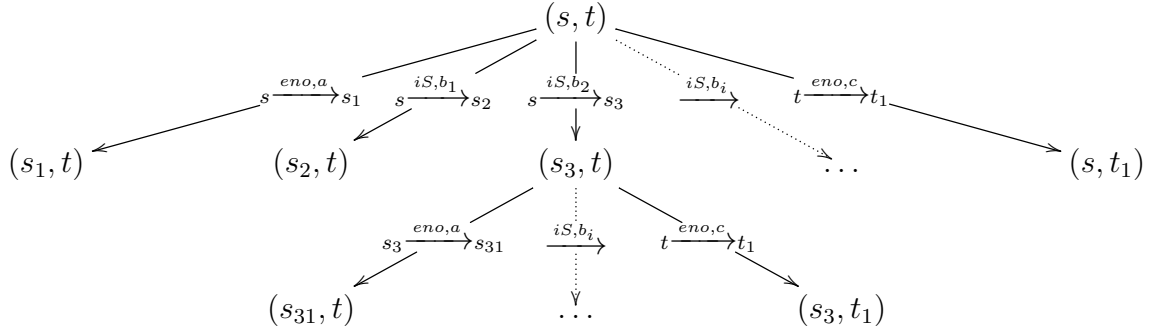 (s, t)
s eno,a s₁ s iS,b₁ s₂ s iS,b₂ s₃ iS,bᵢ t eno,c t₁
(s₁, t) (s₂, t) (s₃, t) . . . (s, t₁)
s₃ eno,a s₃₁ iS,bᵢ t eno,c t₁
(s₃₁, t) . . . (s₃, t₁)